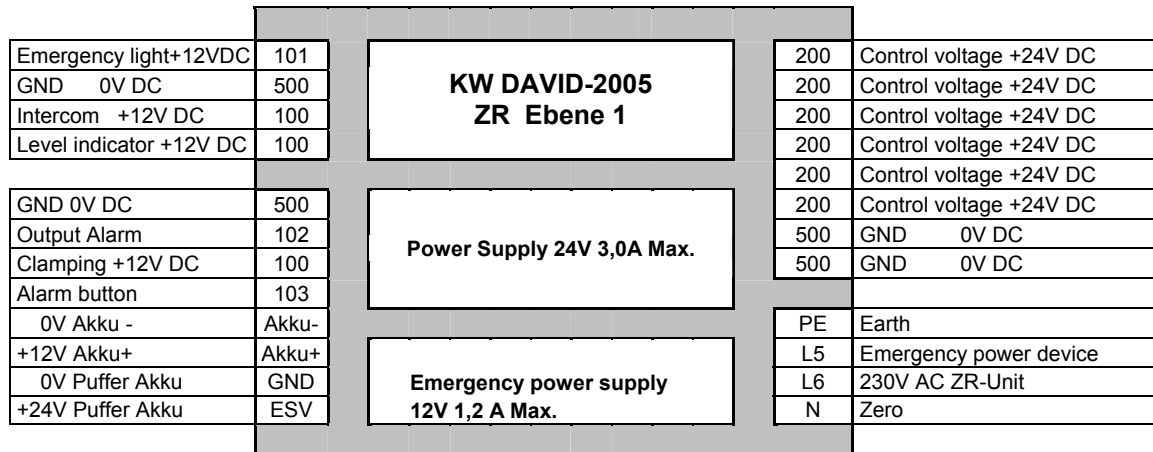 Emergency light+12VDC 101
GND 0V DC 500
Intercom +12V DC 100
Level indicator +12V DC 100
GND 0V DC 500
Output Alarm 102
Clamping +12V DC 100
Alarm button 103
0V Akku - Akku-
+12V Akku+ Akku+
0V Puffer Akku GND
+24V Puffer Akku ESV
KW DAVID-2005
ZR Ebene 1
Power Supply 24V 3,0A Max.
Emergency power supply
12V 1,2 A Max.
200 Control voltage +24V DC
200 Control voltage +24V DC
200 Control voltage +24V DC
200 Control voltage +24V DC
200 Control voltage +24V DC
200 Control voltage +24V DC
500 GND 0V DC
500 GND 0V DC
PE Earth
L5 Emergency power device
L6 230V AC ZR-Unit
N Zero